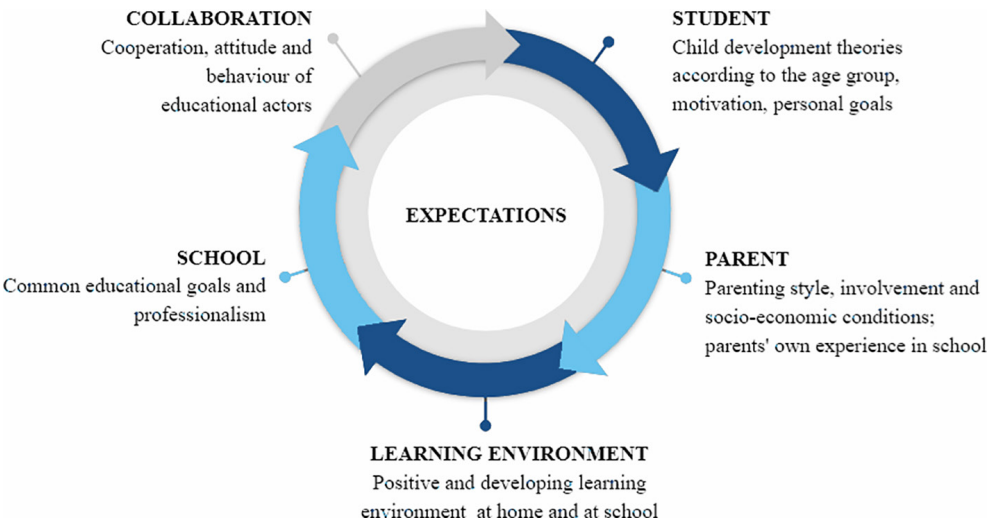 COLLABORATION
Cooperation, attitude and
behaviour of
educational actors
STUDENT
Child development theories
according to the age group,
motivation, personal goals
EXPECTATIONS
SCHOOL
Common educational goals and
professionalism
PARENT
Parenting style, involvement and
socio-economic conditions;
parents' own experience in school
LEARNING ENVIRONMENT
Positive and developing learning
environment at home and at school